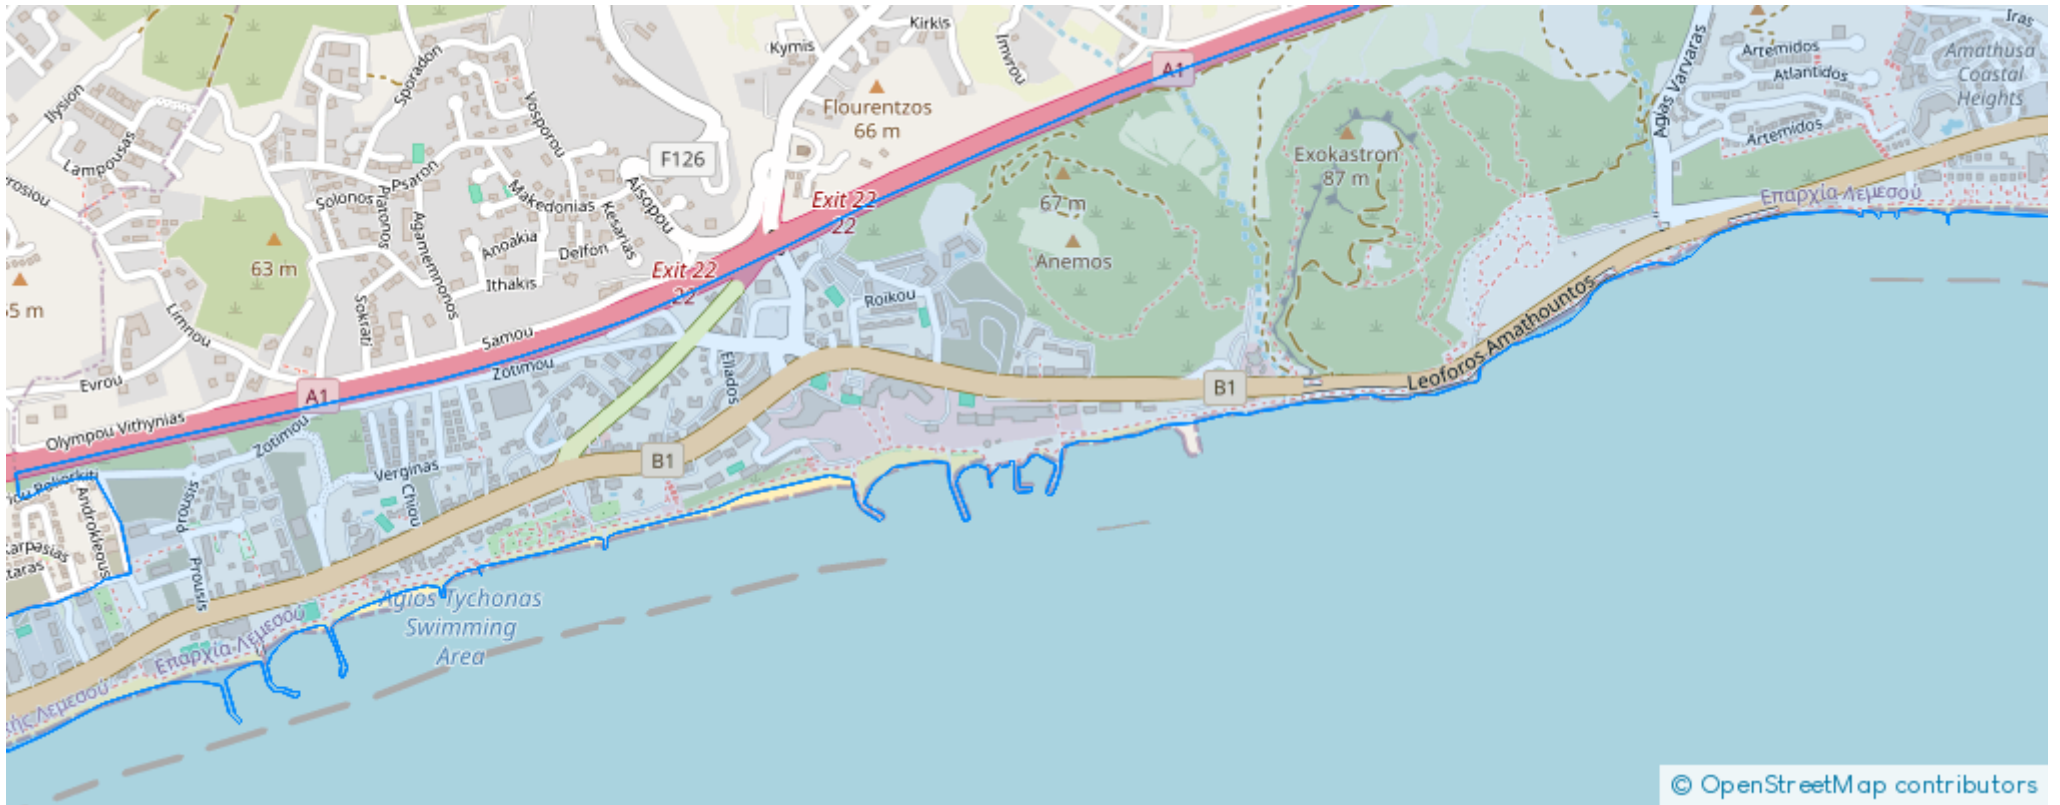 Kirkis
Iras
Kymis
Imvrou
Artemidos
Amathusa
Coastal
Heights
Sporadon
A1
Agias Varvaras
Atlantidos
Ilysion
Vosporou
Flourentzos
66 m
Artemidos
Lampousas
F126
Exokastron
87 m
Psaron
Solonos
Platonos
Makedonias
Aisopou
Exit 22
22
67 m
Επαρχία Λεμεσού
Agamemnonos
Kesarias
Anoakia
Delfon
63 m
Exit 22
22
Anemos
Ithakis
Sokrati
Roikou
Limnou
Samou
Leoforos Amathountos
Zotimou
Eliados
Evrou
A1
B1
Olympou Vithynias
Zotimou
B1
Verginas
Chiou
Prousis
Androkleous
Karpasias
Prousis
Agios Tychonas
Swimming
Area
Επαρχία Λεμεσού
Λεμεσού
© OpenStreetMap contributors